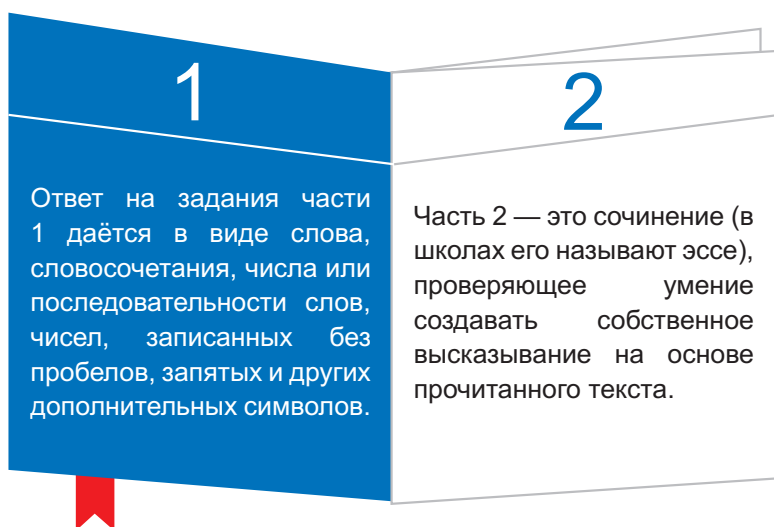 1
Ответ на задания части
1 даётся в виде слова,
словосочетания, числа или
последовательности слов,
чисел, записанных без
пробелов, запятых и других
дополнительных символов.
2
Часть 2 — это сочинение (в
школах его называют эссе),
проверяющее умение
создавать собственное
высказывание на основе
прочитанного текста.